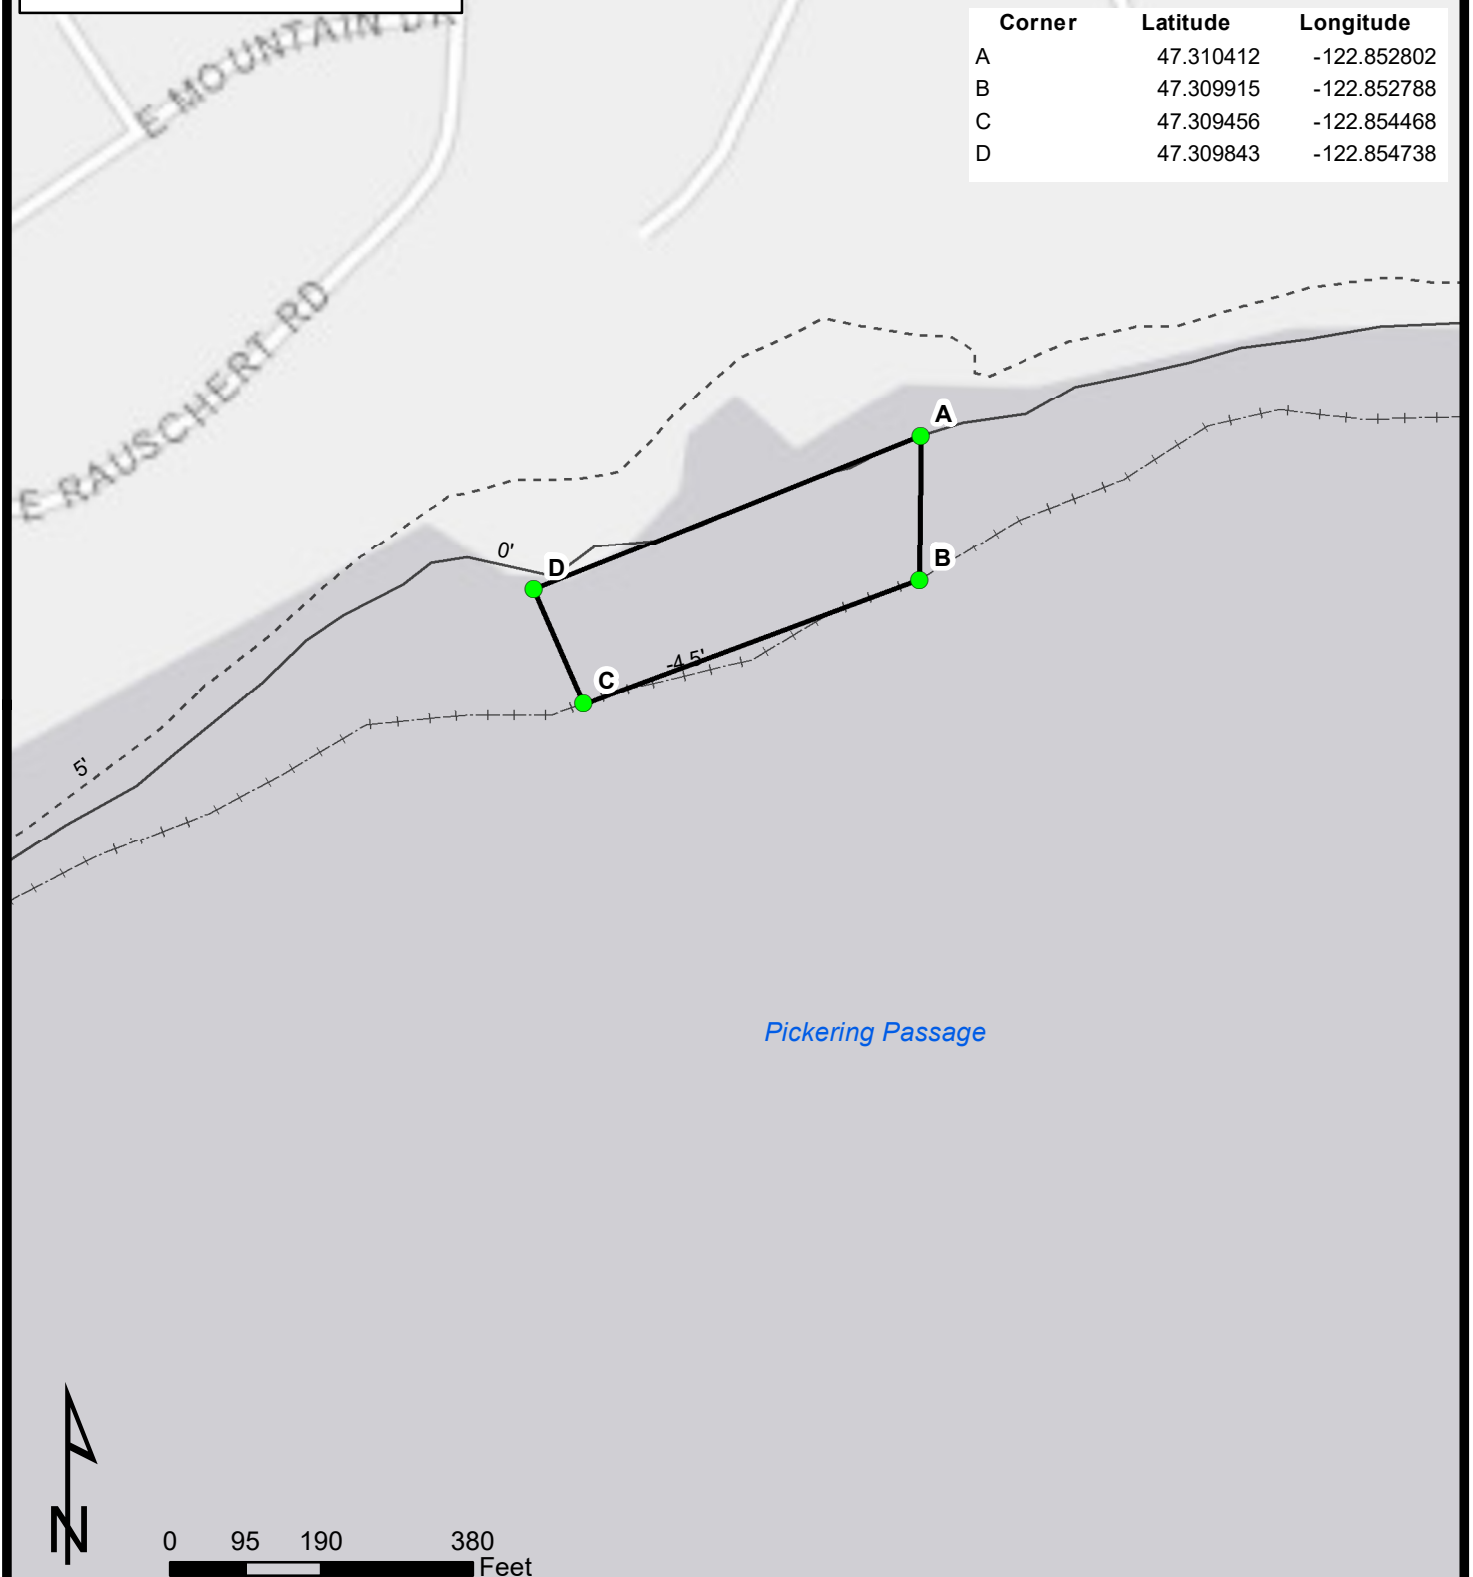 E MOUNTAIN DR
Corner Latitude Longitude
A 47.310412 -122.852802
B 47.309915 -122.852788
C 47.309456 -122.854468
D 47.309843 -122.854738
E RAUSCHERT RD
A
0'
B
D
-4.5'
C
5'
Pickering Passage
N
0 95 190 380
Feet